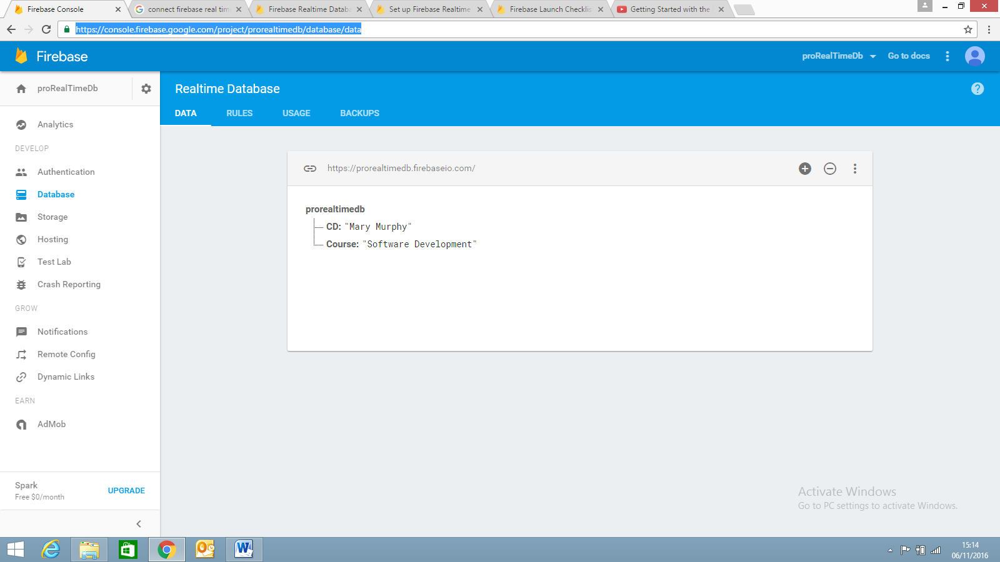 Firebase Console
connect firebase real tim
Firebase Realtime Datab
Set up Firebase Realtime
Firebase Launch Checklis
Getting Started with the
https://console.firebase.google.com/project/prorealtimedb/database/data
Firebase
proRealTimeDb
Go to docs
proRealTimeDb
Realtime Database
?
DATA
RULES
USAGE
BACKUPS
Analytics
DEVELOP
Authentication
Database
Storage
Hosting
Test Lab
Crash Reporting
GROW
Notifications
Remote Config
Dynamic Links
EARN
AdMob
Spark
Free $0/month
UPGRADE
https://prorealtimedb.firebaseio.com/
prorealtimedb
CD: "Mary Murphy"
Course: "Software Development"
Activate Windows
Go to PC settings to activate Windows.
15:14
06/11/2016